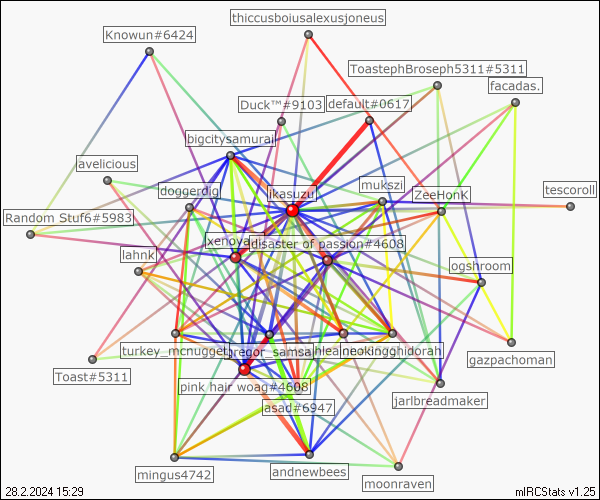 thiccusboiusalexusjoneus
Knowun#6424
ToastephBroseph5311#5311
facadas.
Duck™#9103
default#0617
bigcitysamurai
avelicious
doggerdig
ikasuzu
mukszi
ZeeHonK
tescoroll
Random Stuf6#5983
xenoya
disaster of passion#4608
lahnk
ogshroom
turkey_mcnugget
gregor_samsa
kingghidorah
gazpachoman
Toast#5311
pink hair woag#4608
jarlbreadmaker
asad#6947
mingus4742
andnewbees
moonraven
28.2.2024 15:29
mIRCStats v1.25